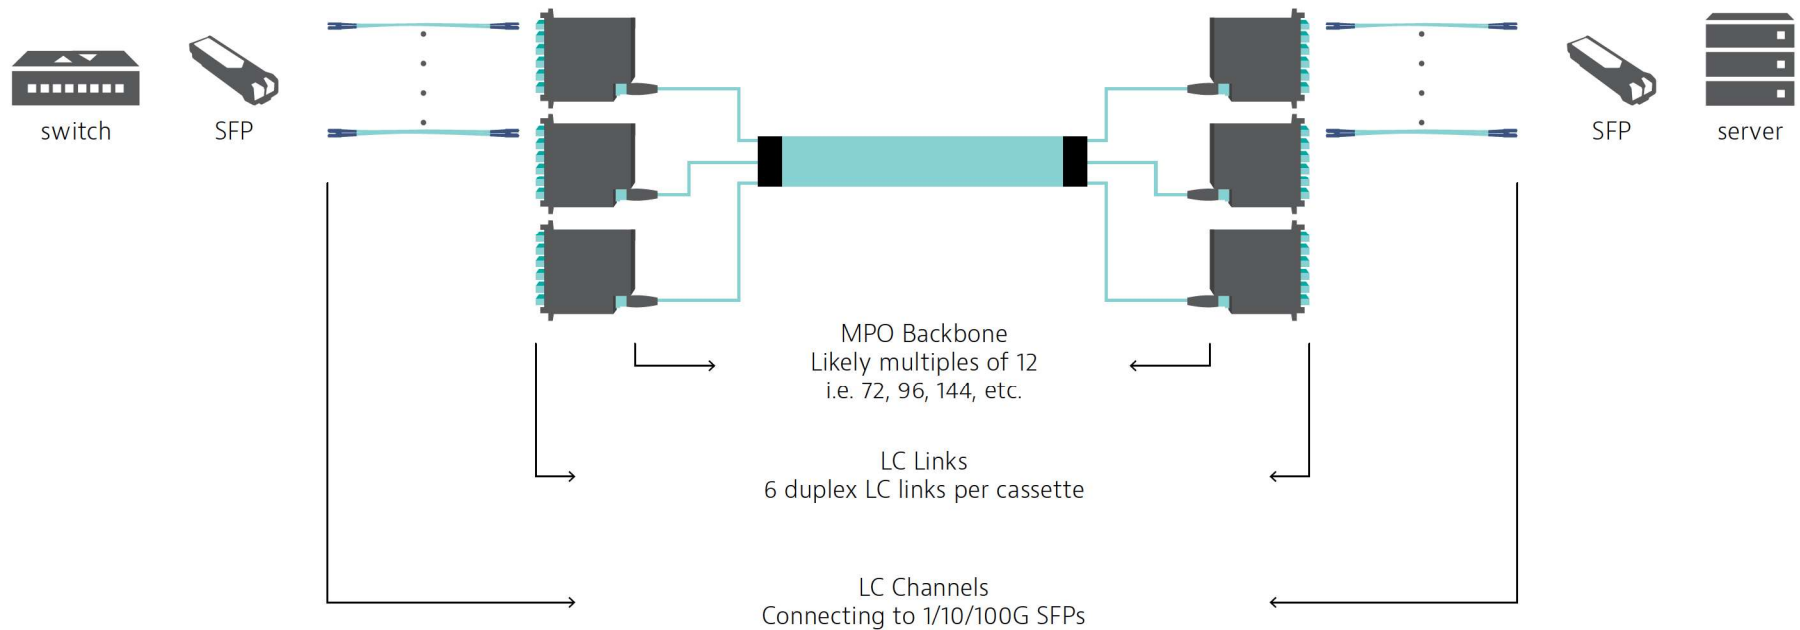 switch
SFP
SFP
server
MPO Backbone
Likely multiples of 12
i.e. 72, 96, 144, etc.
LC Links
6 duplex LC links per cassette
LC Channels
Connecting to 1/10/100G SFPs